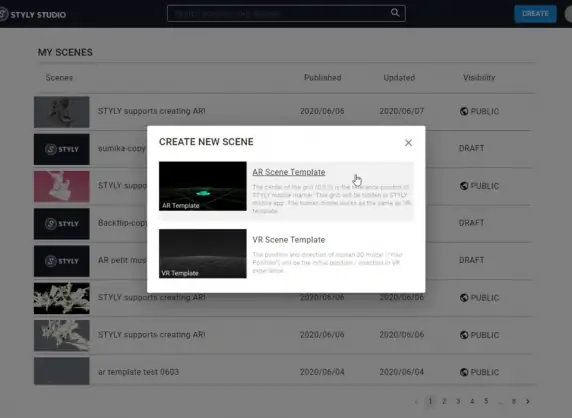 STYLY STUDIO
CREATE
MY SCENES
Scenes Published Updated Visibility
STYLY supports creating AR! 2020/06/06 2020/06/07 PUBLIC
STYLY sumika-copy DRAFT
STYLY PUBLIC
STYLY Backflip-copy DRAFT
STYLY AR petit DRAFT
STYLY supports creating AR! 2020/06/06 2020/06/06 PUBLIC
STYLY supports creating AR! 2020/06/06 2020/06/06 PUBLIC
ar template test 0603 2020/06/04 2020/06/04 PUBLIC
1 2 3 4 5 ... 8
CREATE NEW SCENE
AR Template
AR Scene Template
The center of the grid (0,0,0) is the reference position of
STYLY mobile marker. This grid will be hidden in STYLY
mobile app. The human model works as the same as VR
template.
VR Template
VR Scene Template
The position and direction of human 3D model ("Your
Position") will be the initial position / direction in VR
experience.